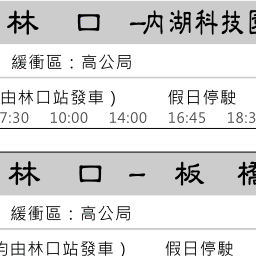 林 口 –內湖科技園
緩衝區：高公局
由林口站發車） 假日停駛
7:30 10:00 14:00 16:45 18:3
林 口 – 板 橋
緩衝區：高公局
均由林口站發車） 假日停駛